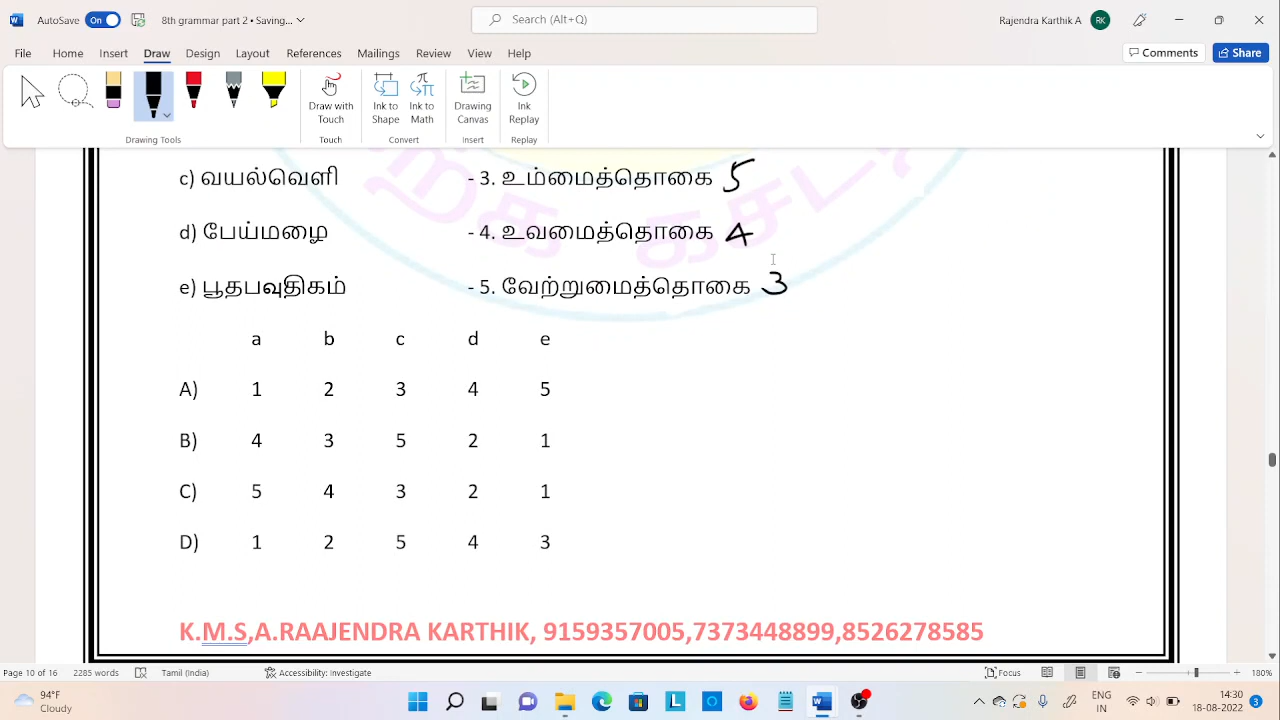 AutoSave On 8th grammar part 2 • Saving... Search (Alt+Q) Rajendra Karthik A RK
File Home Insert Draw Design Layout References Mailings Review View Help Comments Share
Draw with Touch Ink to Shape Ink to Math Drawing Canvas Ink Replay
Drawing Tools Touch Convert Insert Replay
c) வயல்வெளி - 3. உம்மைத்தொகை 5
d) பேய்மழை - 4. உவமைத்தொகை 4
e) பூதபவுதிகம் - 5. வேற்றுமைத்தொகை 3
a b c d e
A) 1 2 3 4 5
B) 4 3 5 2 1
C) 5 4 3 2 1
D) 1 2 5 4 3
K.M.S,A.RAAJENDRA KARTHIK, 9159357005,7373448899,8526278585
Page 10 of 16 2285 words Tamil (India) Accessibility: Investigate Focus 180%
94°F
Cloudy
ENG
IN
14:30
18-08-2022
3